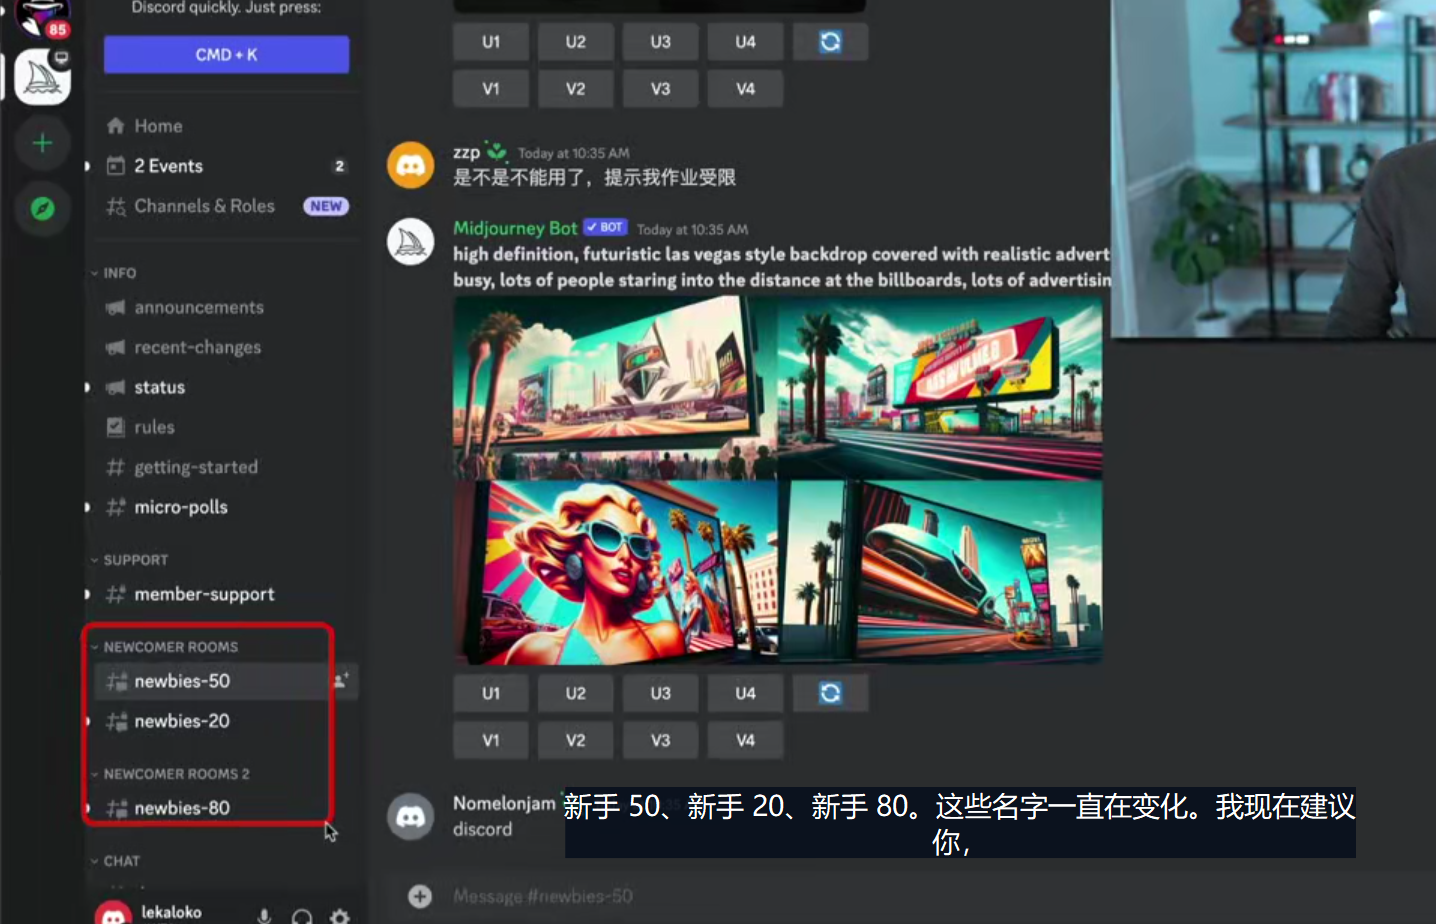 Discord quickly. Just press:
CMD + K
85
Home
2 Events
2
Channels & Roles
NEW
INFO
announcements
recent-changes
status
rules
getting-started
micro-polls
SUPPORT
member-support
NEWCOMER ROOMS
newbies-50
newbies-20
NEWCOMER ROOMS 2
newbies-80
CHAT
lekaloko
U1 U2 U3 U4
V1 V2 V3 V4
zzp Today at 10:35 AM
是不是不能用了，提示我作业受限
Midjourney Bot BOT Today at 10:35 AM
high definition, futuristic las vegas style backdrop covered with realistic advert
busy, lots of people staring into the distance at the billboards, lots of advertisin
U1 U2 U3 U4
V1 V2 V3 V4
Nomelonjam
discord
新手 50、新手 20、新手 80。这些名字一直在变化。我现在建议
你，
Message #newbies-50